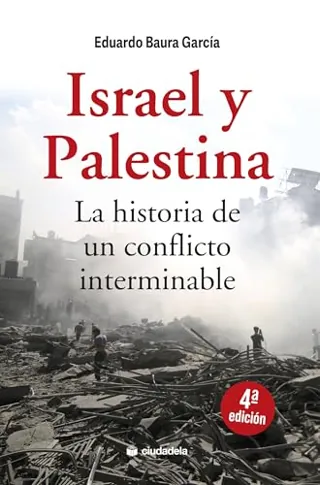 Eduardo Baura García
Israel y
Palestina
La historia de
un conflicto
interminable
4ª
edición
ciudadela